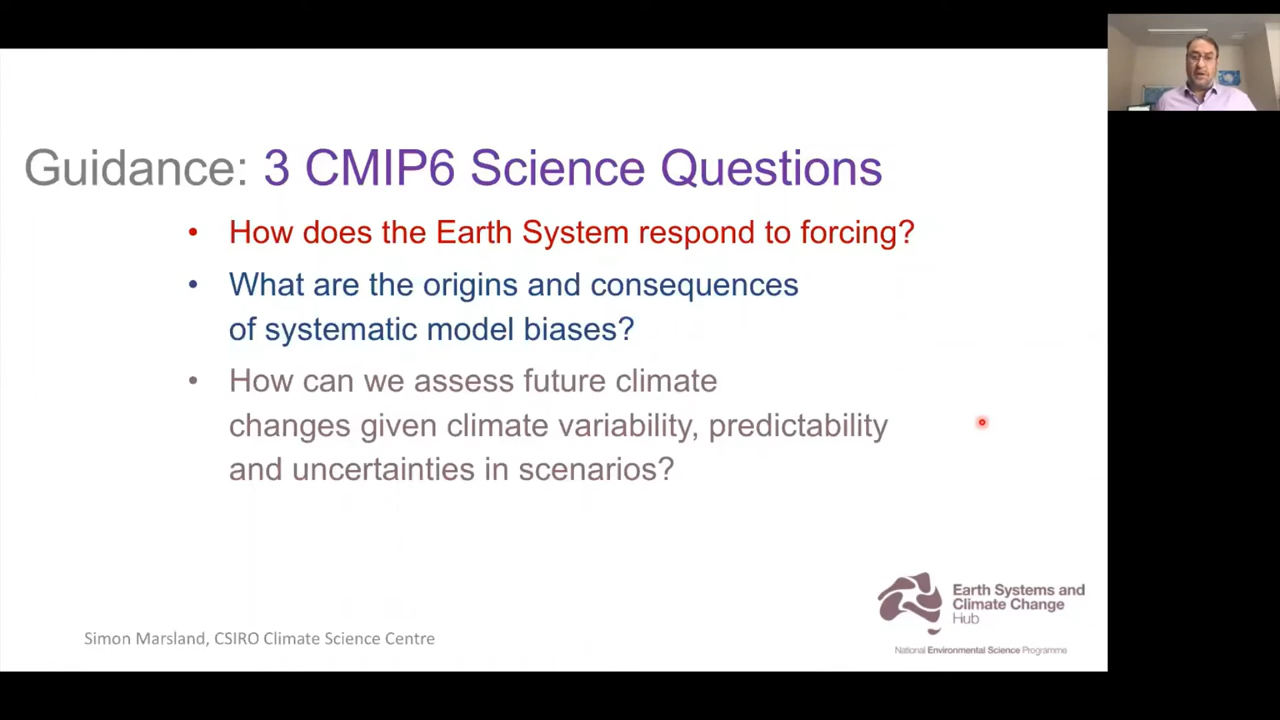 Guidance: 3 CMIP6 Science Questions
• How does the Earth System respond to forcing?
• What are the origins and consequences
of systematic model biases?
• How can we assess future climate
changes given climate variability, predictability
and uncertainties in scenarios?
Earth Systems and
Climate Change
Hub
Simon Marsland, CSIRO Climate Science Centre
National Environmental Science Programme